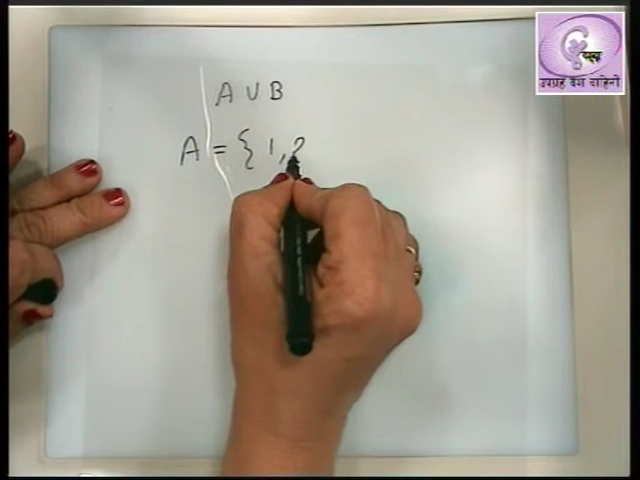 A U B
A = { 1, 2